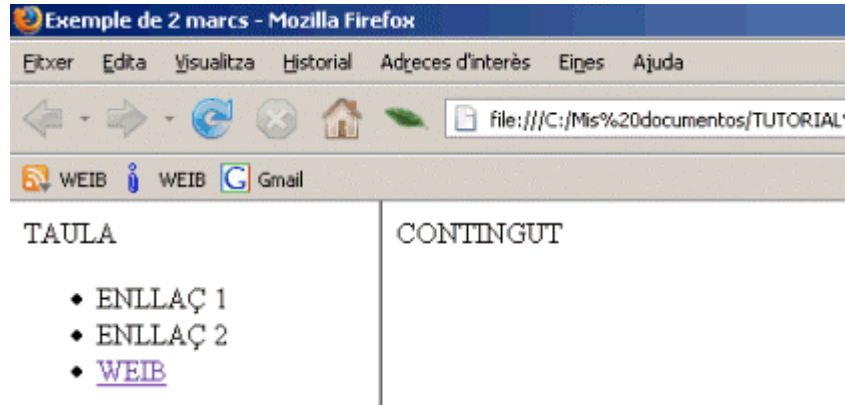 Exemple de 2 marcs - Mozilla Firefox
Fitxer Edita Visualitza Historial Adreces d'interès Eines Ajuda
file:///C:/Mis%20documentos/TUTORIAL%
WEIB WEIB Gmail
TAULA
CONTINGUT
ENLLAÇ 1
ENLLAÇ 2
WEIB